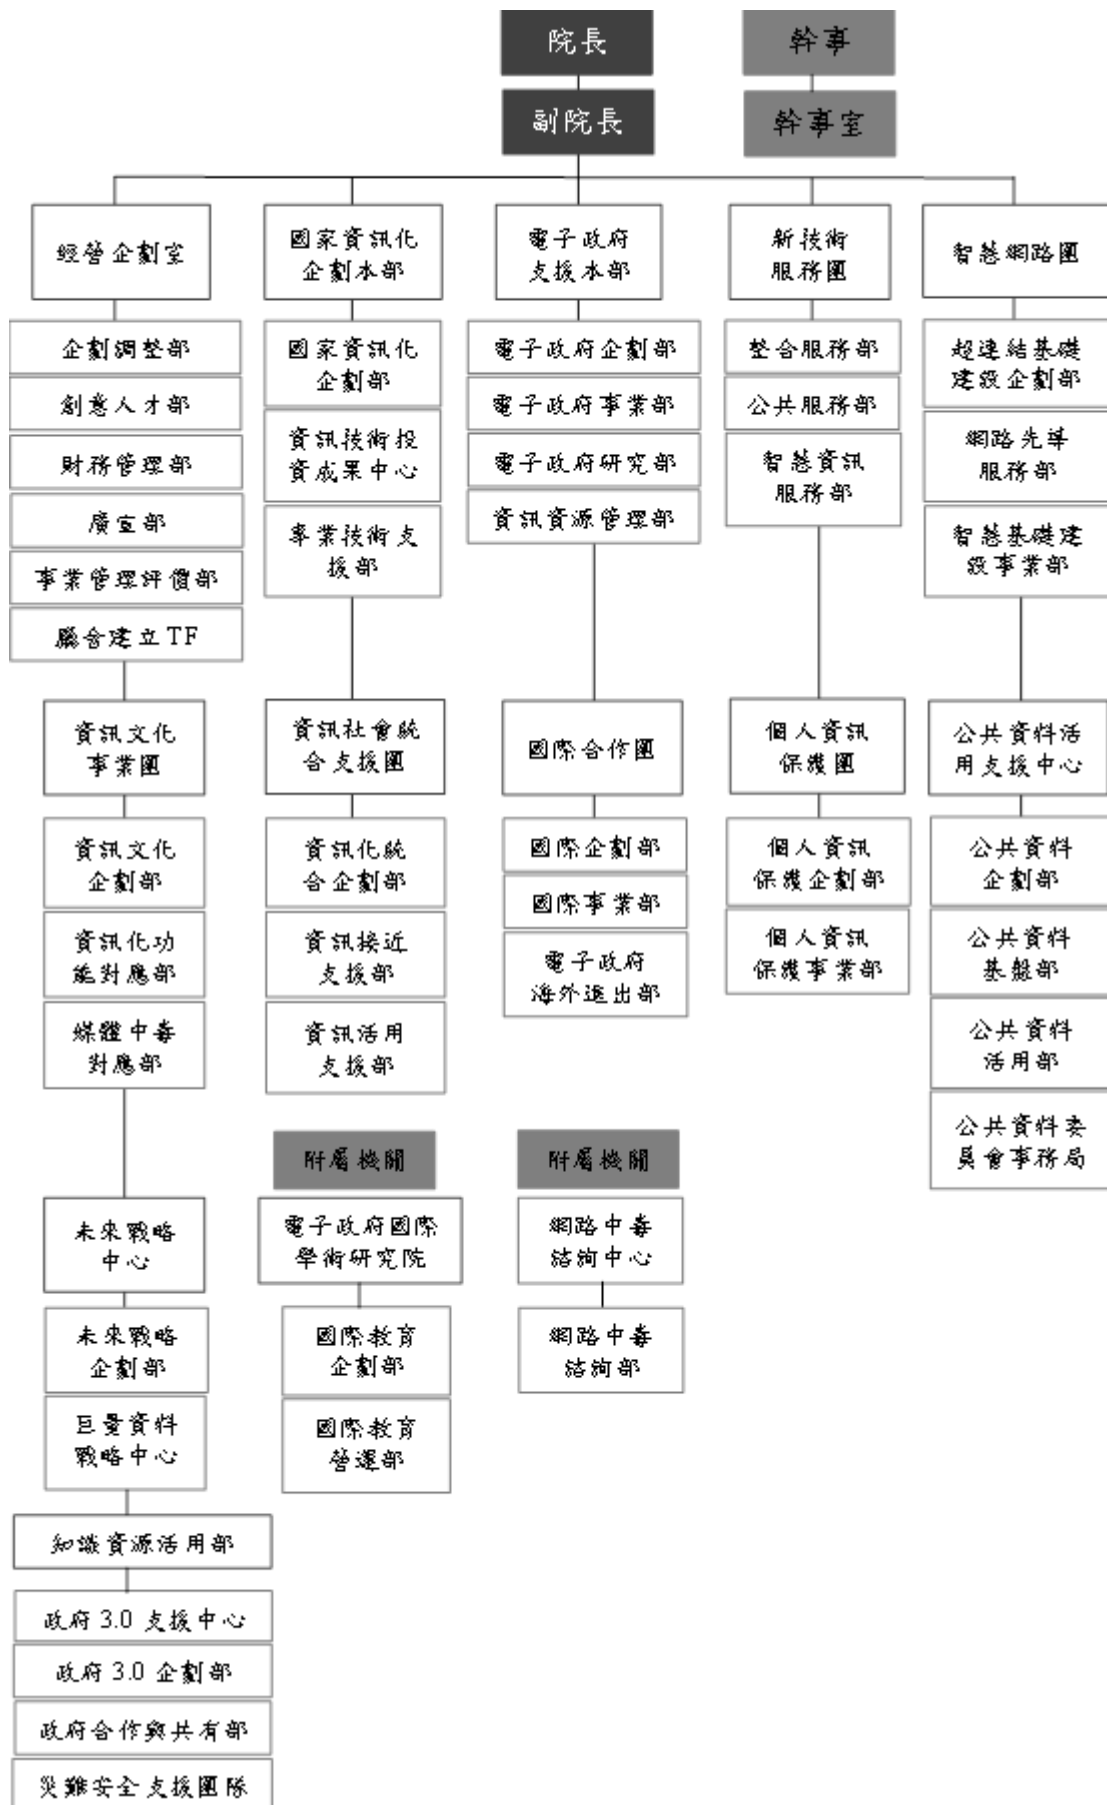 院長
幹事
副院長
幹事室
經營企劃室
國家資訊化
企劃本部
電子政府
支援本部
新技術
服務團
智慧網路團
企劃調整部
創意人才部
財務管理部
廣宣部
事業管理評價部
廳舍建立TF
國家資訊化
企劃部
資訊技術投
資成果中心
專業技術支
援部
電子政府企劃部
電子政府事業部
電子政府研究部
資訊資源管理部
整合服務部
公共服務部
智慧資訊
服務部
超連結基礎
建設企劃部
網路先導
服務部
智慧基礎建
設事業部
資訊文化
事業團
資訊社會統
合支援團
國際合作團
個人資訊
保護團
公共資料活
用支援中心
資訊文化
企劃部
資訊化功
能對應部
媒體中毒
對應部
資訊化統
合企劃部
資訊接近
支援部
資訊活用
支援部
國際企劃部
國際事業部
電子政府
海外進出部
個人資訊
保護企劃部
個人資訊
保護事業部
公共資料
企劃部
公共資料
基盤部
公共資料
活用部
公共資料委
員會事務局
附屬機關
附屬機關
未來戰略
中心
電子政府國際
學術研究院
網路中毒
諮詢中心
未來戰略
企劃部
巨量資料
戰略中心
國際教育
企劃部
國際教育
營運部
網路中毒
諮詢部
知識資源活用部
政府 3.0 支援中心
政府 3.0 企劃部
政府合作與共有部
災難安全支援團隊